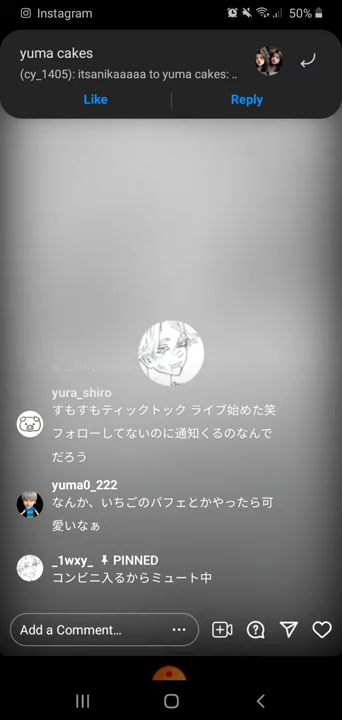 Instagram
50%
yuma cakes
(cy_1405): itsanikaaaaa to yuma cakes: ..
Like
Reply
yura_shiro
すもすもティックトック ライブ始めた笑
フォローしてないのに通知くるのなんで
だろう
yuma0_222
なんか、いちごのパフェとかやったら可
愛いなぁ
_1wxy_ PINNED
コンビニ入るからミュート中
Add a Comment...